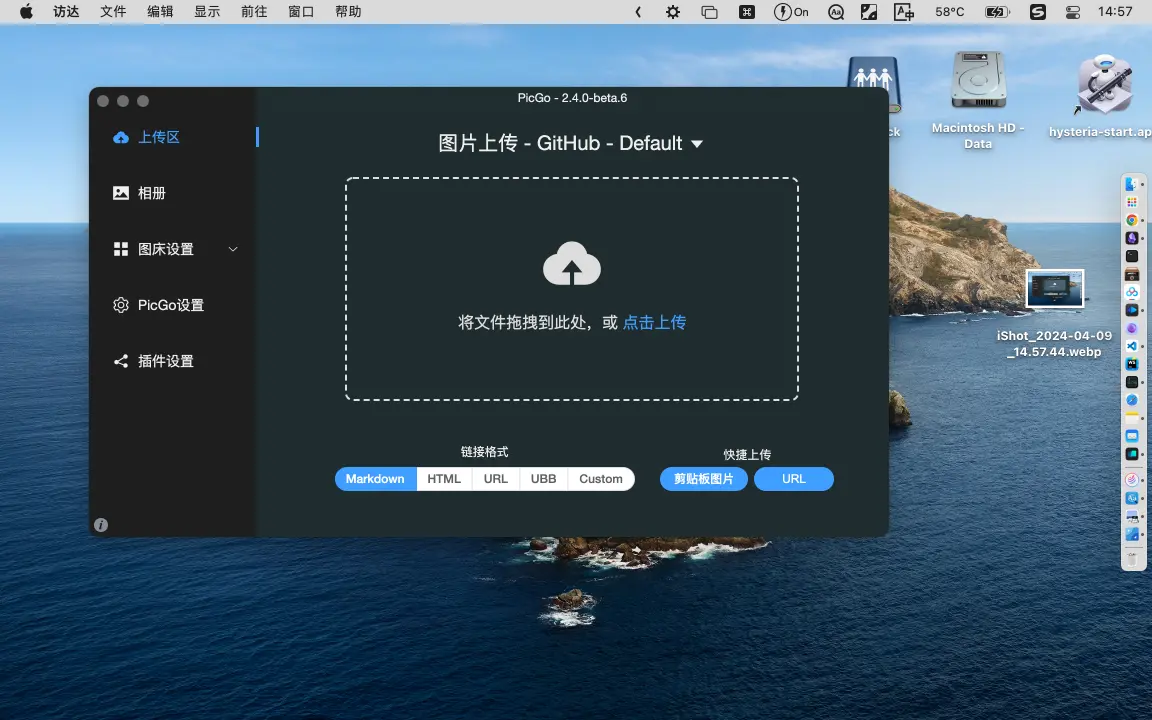 访达 文件 编辑 显示 前往 窗口 帮助 On 58°C 14:57
PicGo - 2.4.0-beta.6
图片上传 - GitHub - Default
上传区
相册
图床设置
PicGo设置
插件设置
将文件拖拽到此处，或 点击上传
链接格式
Markdown HTML URL UBB Custom
快捷上传
剪贴板图片 URL
ck
Macintosh HD -
Data
hysteria-start.ap
iShot_2024-04-09
_14.57.44.webp